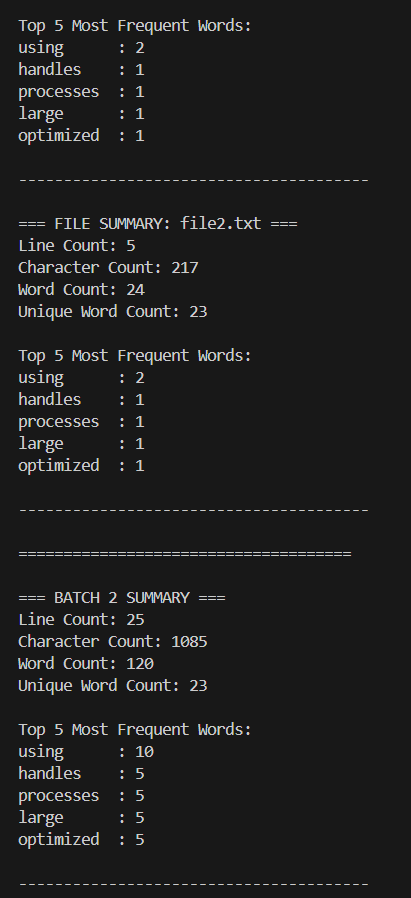 Top 5 Most Frequent Words:
using      : 2
handles    : 1
processes  : 1
large      : 1
optimized  : 1
---------------------------------------
=== FILE SUMMARY: file2.txt ===
Line Count: 5
Character Count: 217
Word Count: 24
Unique Word Count: 23
Top 5 Most Frequent Words:
using      : 2
handles    : 1
processes  : 1
large      : 1
optimized  : 1
---------------------------------------
=====================================
=== BATCH 2 SUMMARY ===
Line Count: 25
Character Count: 1085
Word Count: 120
Unique Word Count: 23
Top 5 Most Frequent Words:
using      : 10
handles    : 5
processes  : 5
large      : 5
optimized  : 5
---------------------------------------